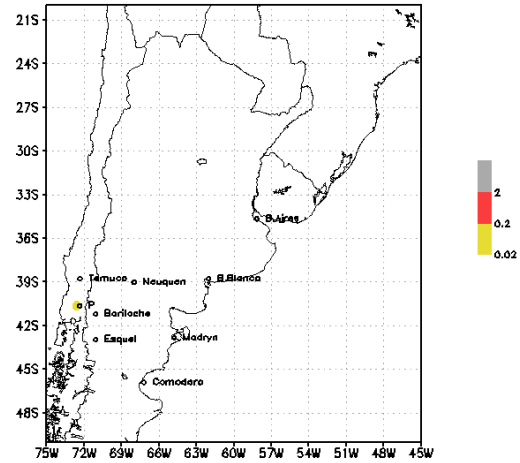 21S
24S
27S
30S
33S
B.Aires
36S
Temuco Neuquen B.Blanca
39S
P
Bariloche
42S
Esquel Madryn
45S
Comodoro
48S
75W 72W 69W 66W 63W 60W 57W 54W 51W 48W 45W
2
0.2
0.02